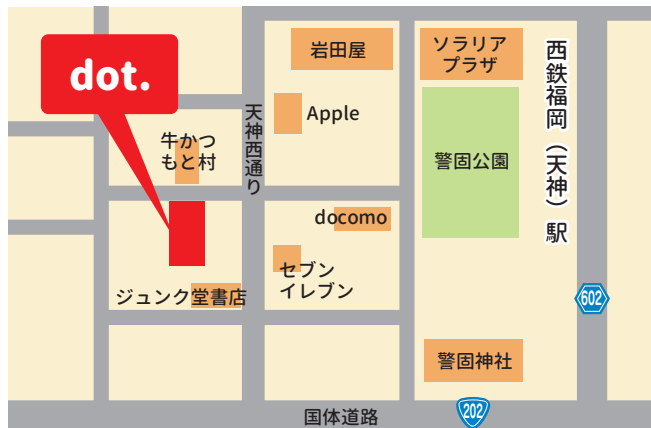 dot.
岩田屋
ソラリア
プラザ
西鉄福岡（天神）駅
Apple
天神西通り
牛かつ
もと村
警固公園
docomo
セブン
イレブン
ジュンク堂書店
602
警固神社
202
国体道路